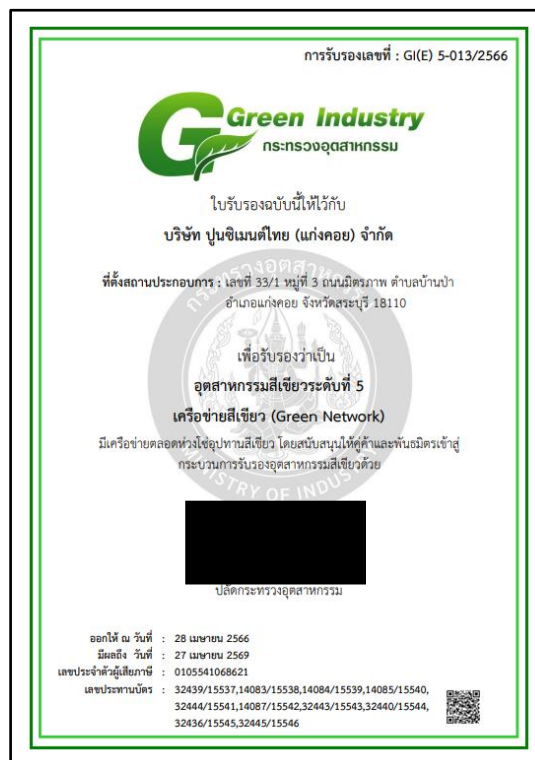 การรับรองเลขที่ : GI(E) 5-013/2566
Green Industry
กระทรวงอุตสาหกรรม
ใบรับรองฉบับนี้ให้ไว้กับ
บริษัท ปูนซิเมนต์ไทย (แก่งคอย) จำกัด
ที่ตั้งสถานประกอบการ : เลขที่ 33/1 หมู่ที่ 3 ถนนมิตรภาพ ตำบลบ้านป่า
อำเภอแก่งคอย จังหวัดสระบุรี 18110
เพื่อรับรองว่าเป็น
อุตสาหกรรมสีเขียวระดับที่ 5
เครือข่ายสีเขียว (Green Network)
มีเครือข่ายตลอดห่วงโซ่อุปทานสีเขียว โดยสนับสนุนให้คู่ค้าและพันธมิตรเข้าสู่
กระบวนการรับรองอุตสาหกรรมสีเขียวด้วย
กระทรวงอุตสาหกรรม
MINISTRY OF INDUSTRY
ปลัดกระทรวงอุตสาหกรรม
ออกให้ ณ วันที่ : 28 เมษายน 2566
มีผลถึง วันที่ : 27 เมษายน 2569
เลขประจำตัวผู้เสียภาษี : 0105541068621
เลขประทานบัตร : 32439/15537,14083/15538,14084/15539,14085/15540,
32444/15541,14087/15542,32443/15543,32440/15544,
32436/15545,32445/15546